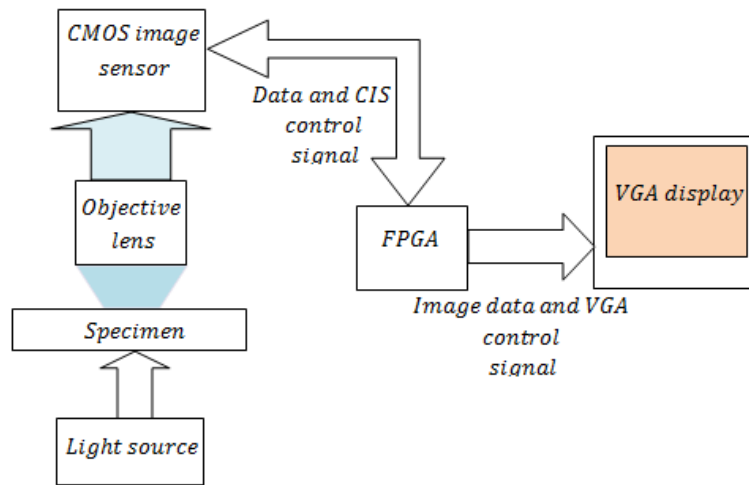 CMOS image
sensor
Data and CIS
control
signal
Objective
lens
FPGA
VGA display
Image data and VGA
control
signal
Specimen
Light source